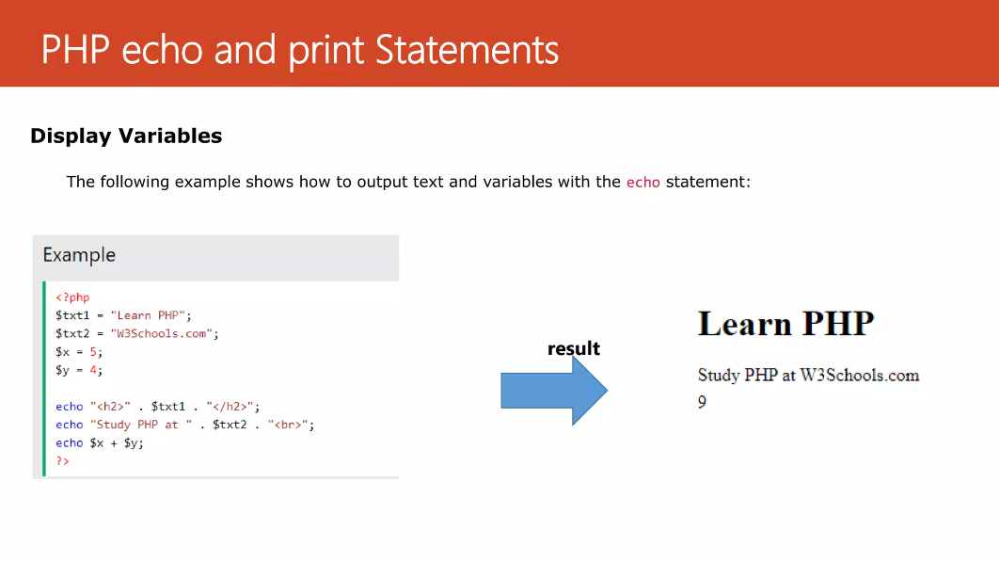 PHP echo and print Statements
Display Variables
The following example shows how to output text and variables with the echo statement:
Example
<?php
$txt1 = "Learn PHP";
$txt2 = "W3Schools.com";
$x = 5;
$y = 4;
echo "<h2>" . $txt1 . "</h2>";
echo "Study PHP at " . $txt2 . "<br>";
echo $x + $y;
?>
result
Learn PHP
Study PHP at W3Schools.com
9